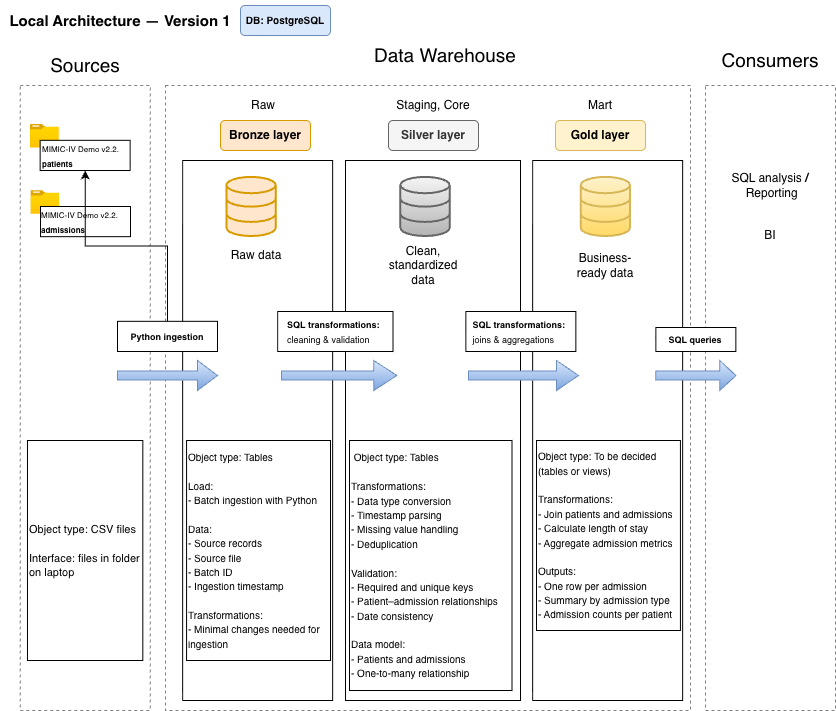 Local Architecture — Version 1
DB: PostgreSQL
Sources
Data Warehouse
Consumers
Raw
Bronze layer
Staging, Core
Silver layer
Mart
Gold layer
MIMIC-IV Demo v2.2.
patients
MIMIC-IV Demo v2.2.
admissions
Raw data
Clean,
standardized
data
Business-
ready data
SQL analysis /
Reporting
BI
Python ingestion
SQL transformations:
cleaning & validation
SQL transformations:
joins & aggregations
SQL queries
Object type: CSV files
Interface: files in folder
on laptop
Object type: Tables
Load:
- Batch ingestion with Python
Data:
- Source records
- Source file
- Batch ID
- Ingestion timestamp
Transformations:
- Minimal changes needed for
ingestion
Object type: Tables
Transformations:
- Data type conversion
- Timestamp parsing
- Missing value handling
- Deduplication
Validation:
- Required and unique keys
- Patient–admission relationships
- Date consistency
Data model:
- Patients and admissions
- One-to-many relationship
Object type: To be decided
(tables or views)
Transformations:
- Join patients and admissions
- Calculate length of stay
- Aggregate admission metrics
Outputs:
- One row per admission
- Summary by admission type
- Admission counts per patient